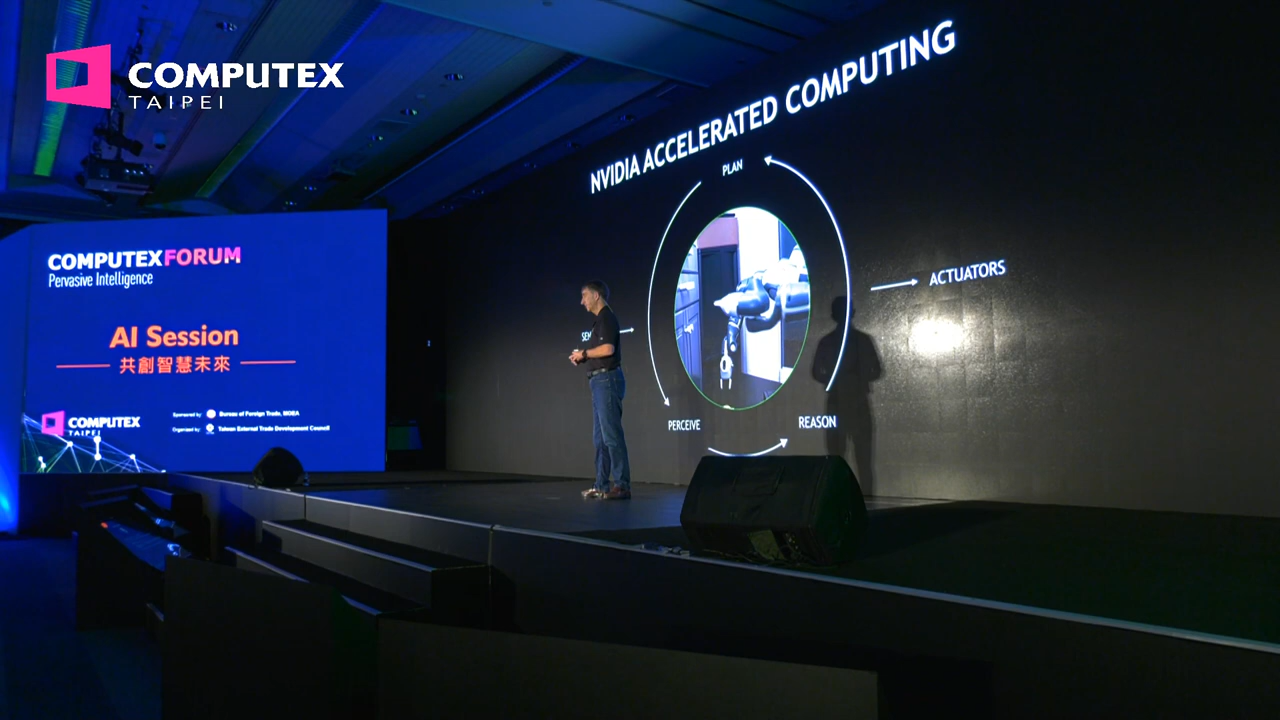 COMPUTEX
TAIPEI
NVIDIA ACCELERATED COMPUTING
PLAN
ACTUATORS
PERCEIVE
REASON
COMPUTEXFORUM
Pervasive Intelligence
AI Session
共創智慧未來
COMPUTEX
TAIPEI
Sponsored by
Bureau of Foreign Trade, MOEA
Organized by
Taiwan External Trade Development Council